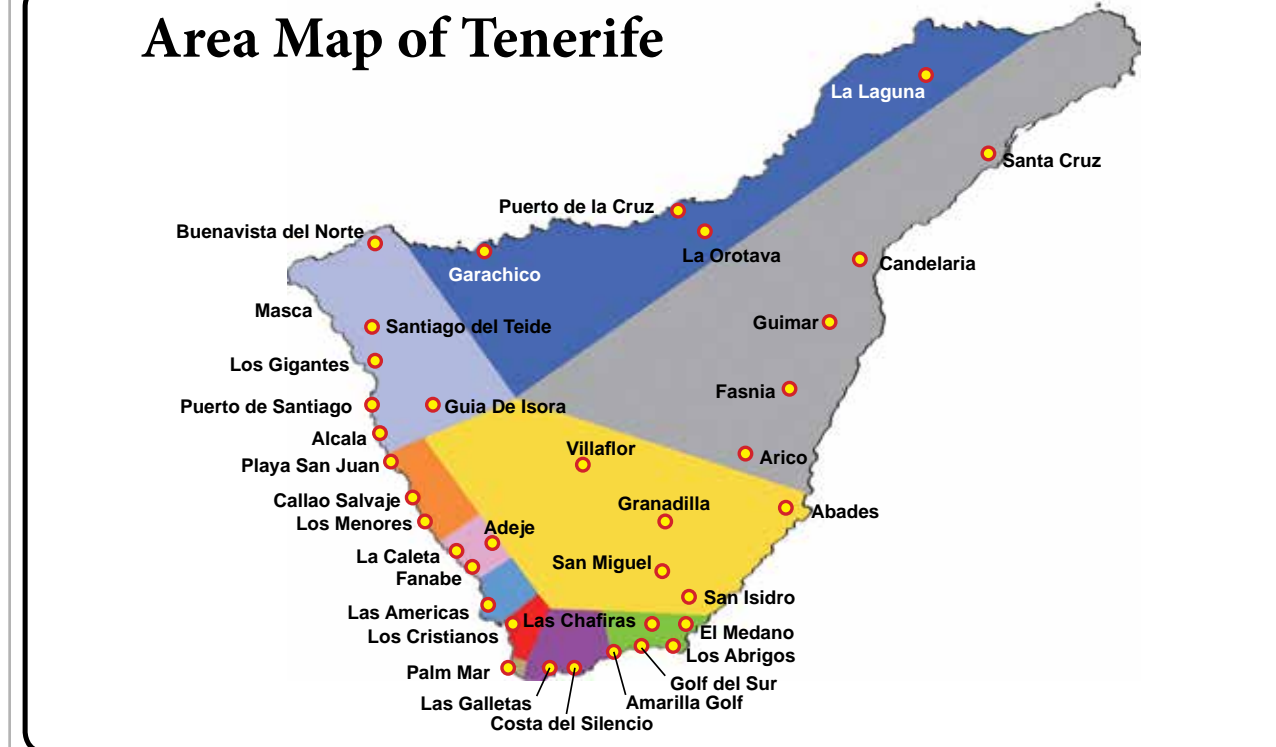 Area Map of Tenerife
La Laguna
Santa Cruz
Puerto de la Cruz
Buenavista del Norte
La Orotava
Candelaria
Garachico
Masca
Guimar
Santiago del Teide
Los Gigantes
Fasnia
Puerto de Santiago
Guia De Isora
Alcala
Villaflor
Arico
Playa San Juan
Callao Salvaje
Granadilla
Abades
Los Menores
Adeje
La Caleta
San Miguel
Fanabe
San Isidro
Las Americas
Las Chafiras
El Medano
Los Cristianos
Los Abrigos
Palm Mar
Golf del Sur
Las Galletas
Amarilla Golf
Costa del Silencio